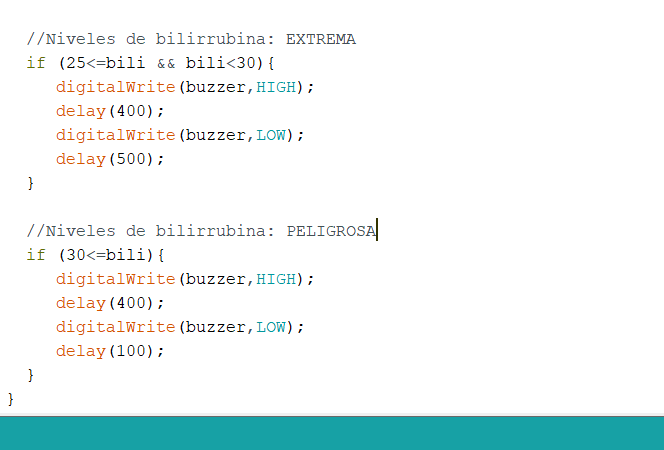 //Niveles de bilirrubina: EXTREMA
if (25<=bili && bili<30){
digitalWrite(buzzer,HIGH);
delay(400);
digitalWrite(buzzer,LOW);
delay(500);
}
//Niveles de bilirrubina: PELIGROSA
if (30<=bili){
digitalWrite(buzzer,HIGH);
delay(400);
digitalWrite(buzzer,LOW);
delay(100);
}
}